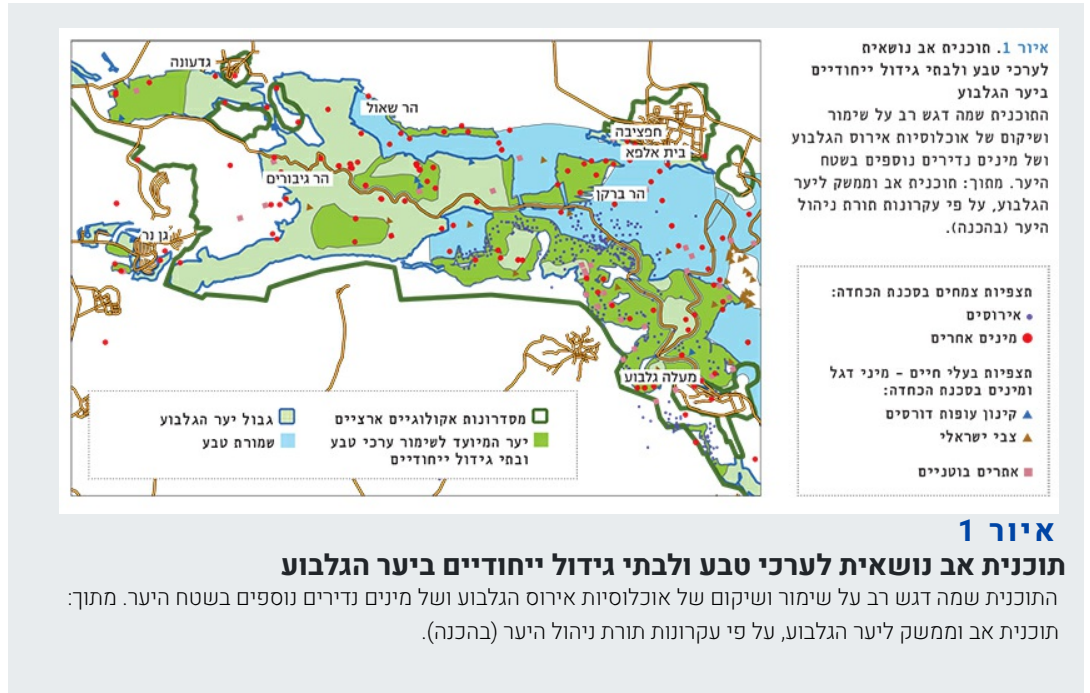 איור 1. תוכנית אב נושאית
לערכי טבע ולבתי גידול ייחודיים
ביער הגלבוע
התוכנית שמה דגש רב על שימור
ושיקום של אוכלוסיות אירוס הגלבוע
ושל מינים נדירים נוספים בשטח
היער. מתוך: תוכנית אב וממשק ליער
הגלבוע, על פי עקרונות תורת ניהול
היער (בהכנה).
תצפיות צמחים בסכנת הכחדה:
אירוסים
מינים אחרים
תצפיות בעלי חיים - מיני דגל
ומינים בסכנת הכחדה:
קינון עופות דורסים
צבי ישראלי
אתרים בוטניים
גדעונה
הר שאול
חפציבה
בית אלפא
הר גיבורים
הר ברקן
גן נר
מעלה גלבוע
מסדרונות אקולוגיים ארציים
יער המיועד לשימור ערכי טבע
ובתי גידול ייחודיים
גבול יער הגלבוע
שמורת טבע
איור 1
תוכנית אב נושאית לערכי טבע ולבתי גידול ייחודיים ביער הגלבוע
התוכנית שמה דגש רב על שימור ושיקום של אוכלוסיות אירוס הגלבוע ושל מינים נדירים נוספים בשטח היער. מתוך:
תוכנית אב וממשק ליער הגלבוע, על פי עקרונות תורת ניהול היער (בהכנה).